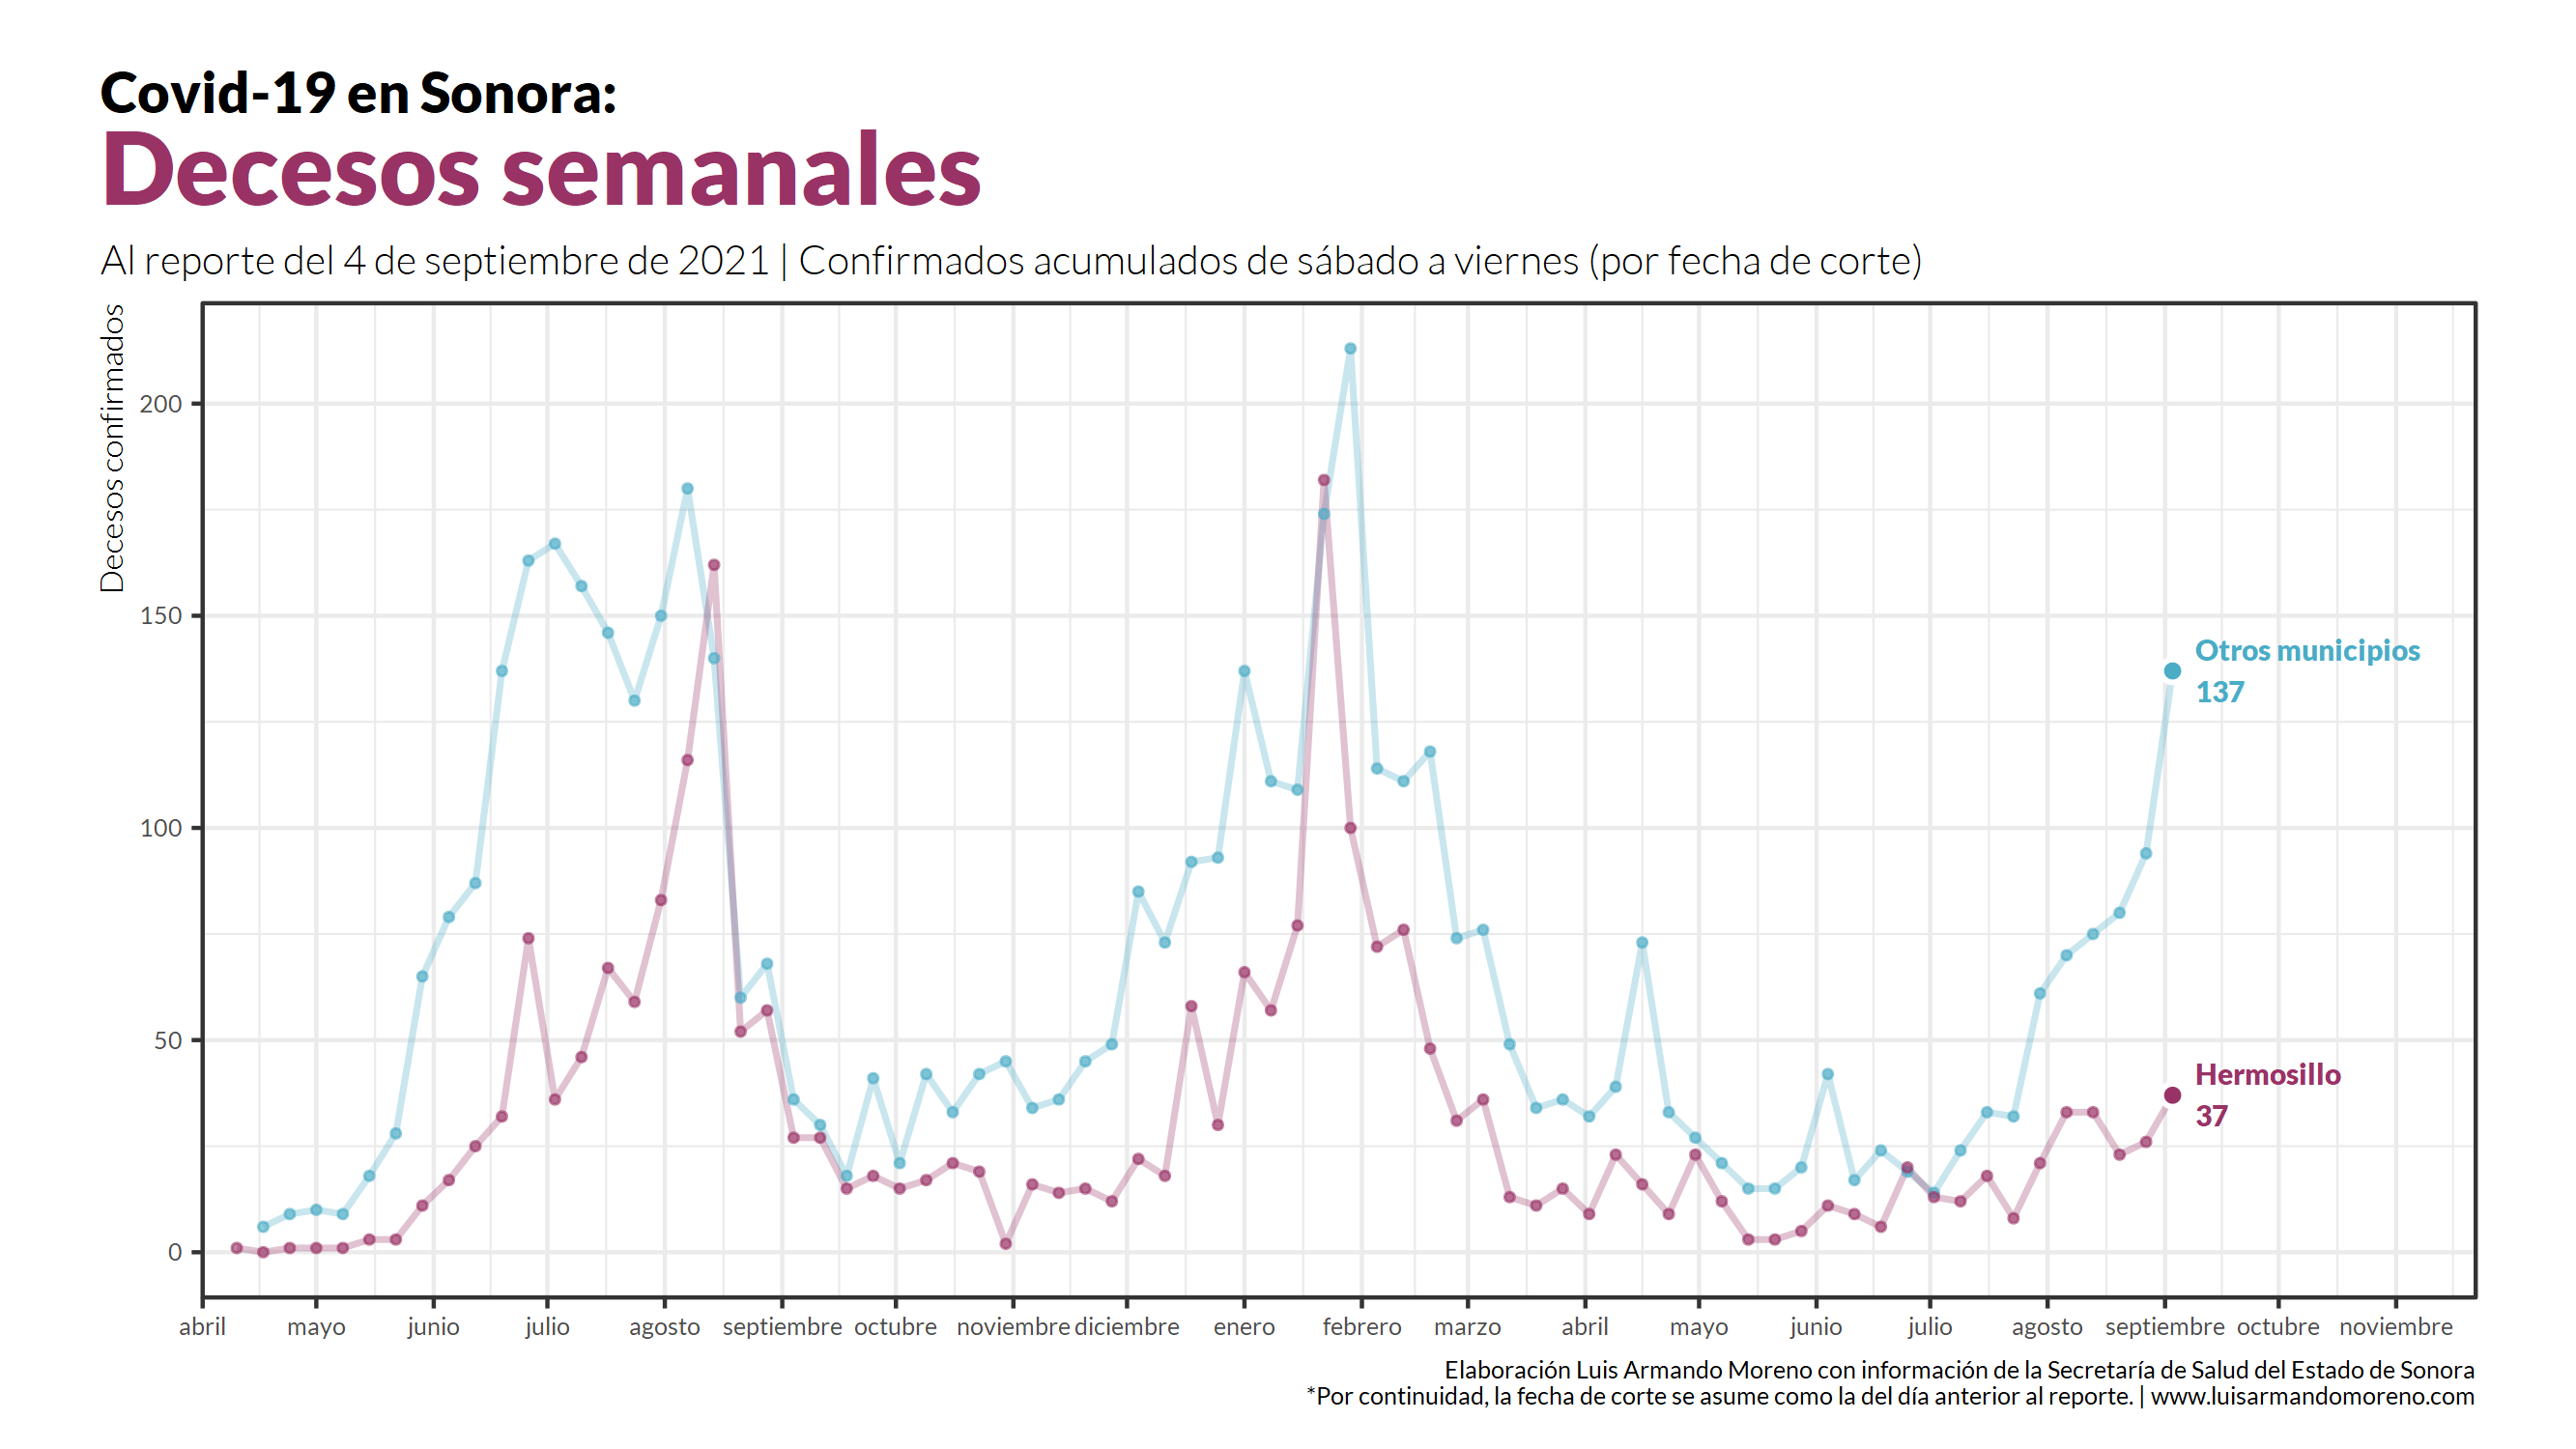 Covid-19 en Sonora:
Decesos semanales
Al reporte del 4 de septiembre de 2021 | Confirmados acumulados de sábado a viernes (por fecha de corte)
Decesos confirmados
200
150
100
50
0
Otros municipios
137
Hermosillo
37
abril mayo junio julio agosto septiembre octubre noviembre diciembre enero febrero marzo abril mayo junio julio agosto septiembre octubre noviembre
Elaboración Luis Armando Moreno con información de la Secretaría de Salud del Estado de Sonora
*Por continuidad, la fecha de corte se asume como la del día anterior al reporte. | www.luisarmandomoreno.com